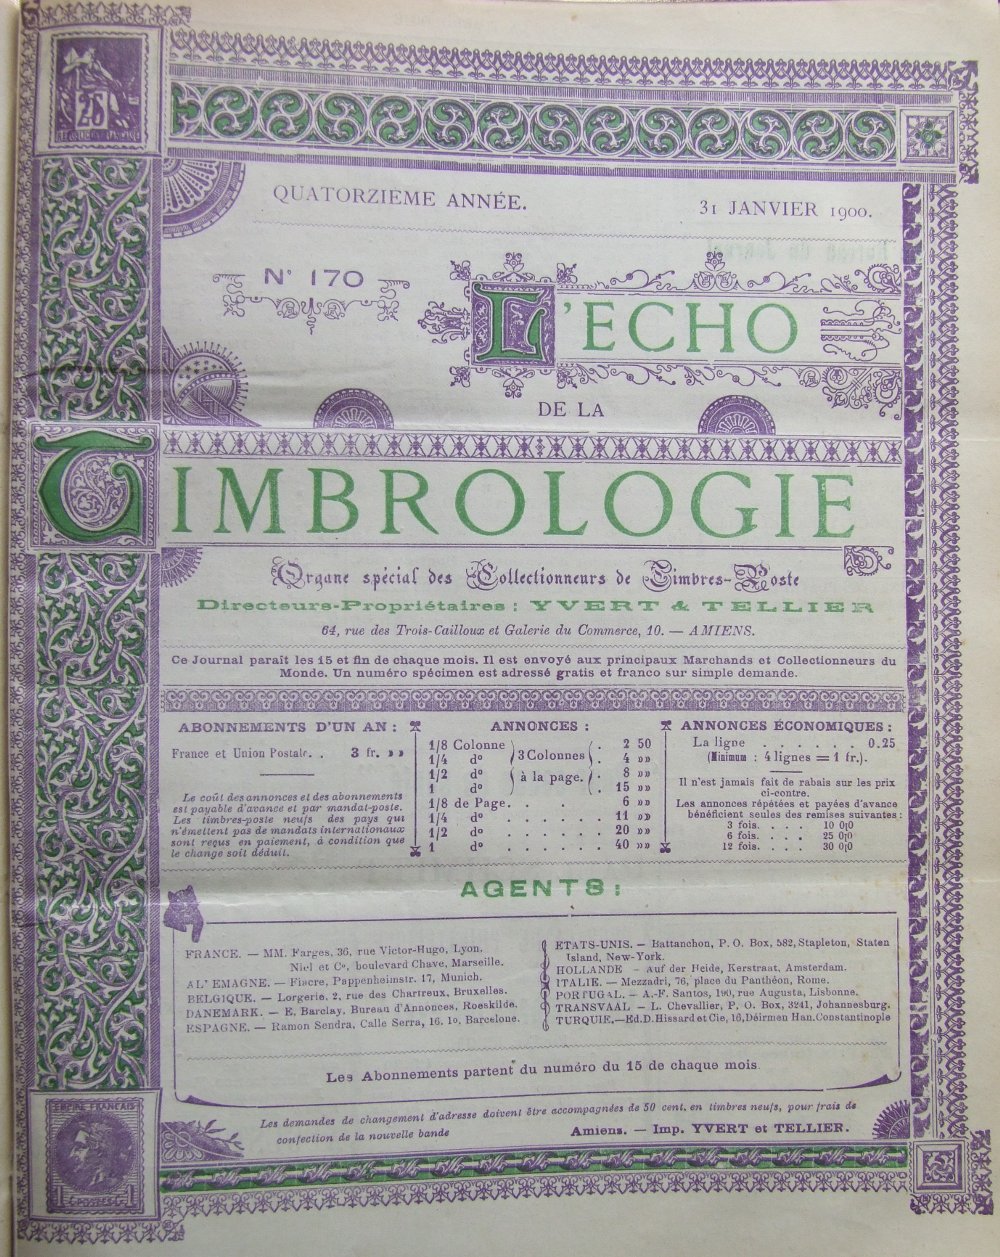 25
REPUBLIQUE FRANÇAISE
QUATORZIEME ANNÉE.
31 JANVIER 1900.
N° 170
L'ECHO
DE LA
TIMBROLOGIE
Organe spécial des Collectionneurs de Timbres-Poste
Directeurs-Propriétaires : YVERT & TELLIER
64, rue des Trois-Cailloux et Galerie du Commerce, 10. — AMIENS.
Ce Journal paraît les 15 et fin de chaque mois. Il est envoyé aux principaux Marchands et Collectionneurs du
Monde. Un numéro spécimen est adressé gratis et franco sur simple demande.
ABONNEMENTS D'UN AN :
France et Union Postale. . 3 fr. »»
Le coût des annonces et des abonnements
est payable d'avance et par mandat-poste.
Les timbres-poste neufs des pays qui
n'émettent pas de mandats internationaux
sont reçus en paiement, à condition que
le change soit déduit.
ANNONCES :
1/8 Colonne } 3 Colonnes { . 2 50
1/4 d° . 4 »»
1/2 d° } à la page. { . 8 »»
1 d° . 15 »»
1/8 de Page. . . . . . 6 »»
1/4 d° . . . . . . 11 »»
1/2 d° . . . . . . 20 »»
1 d° . . . . . . 40 »»
ANNONCES ÉCONOMIQUES :
La ligne . . . . . . 0.25
(Minimum : 4 lignes = 1 fr.).
Il n'est jamais fait de rabais sur les prix
ci-contre.
Les annonces répétées et payées d'avance
bénéficient seules des remises suivantes :
3 fois. . . . 10 0|0
6 fois. . . . 25 0|0
12 fois. . . . 30 0|0
AGENTS :
FRANCE. — MM. Farges, 36, rue Victor-Hugo, Lyon.
Niel et C°, boulevard Chave, Marseille.
AL'EMAGNE. — Fiacre, Pappenheimstr. 17, Munich.
BELGIQUE. — Lorgerie. 2, rue des Chartreux, Bruxelles.
DANEMARK. — E, Barclay, Bureau d'Annonces, Roeskilde.
ESPAGNE. — Ramon Sendra, Calle Serra, 16. 1o, Barcelone.
ETATS-UNIS. — Battanchon, P. O. Box, 582, Stapleton, Staten
Island, New-York.
HOLLANDE — Auf der Heide, Kerstraat, Amsterdam.
ITALIE. — Mezzadri, 76, place du Panthéon, Rome.
PORTUGAL. — A.-F. Santos, 190, rue Augusta, Lisbonne.
TRANSVAAL — L. Chevallier, P. O. Box, 3241, Johannesburg.
TURQUIE.—Ed. D. Hissard et Cie, 16, Déirmen Han. Constantinople
Les Abonnements partent du numéro du 15 de chaque mois
Les demandes de changement d'adresse doivent être accompagnées de 50 cent. en timbres neufs, pour frais de
confection de la nouvelle bande
Amiens. — Imp. YVERT et TELLIER.
EMPIRE FRANÇAIS
1 POSTES 1